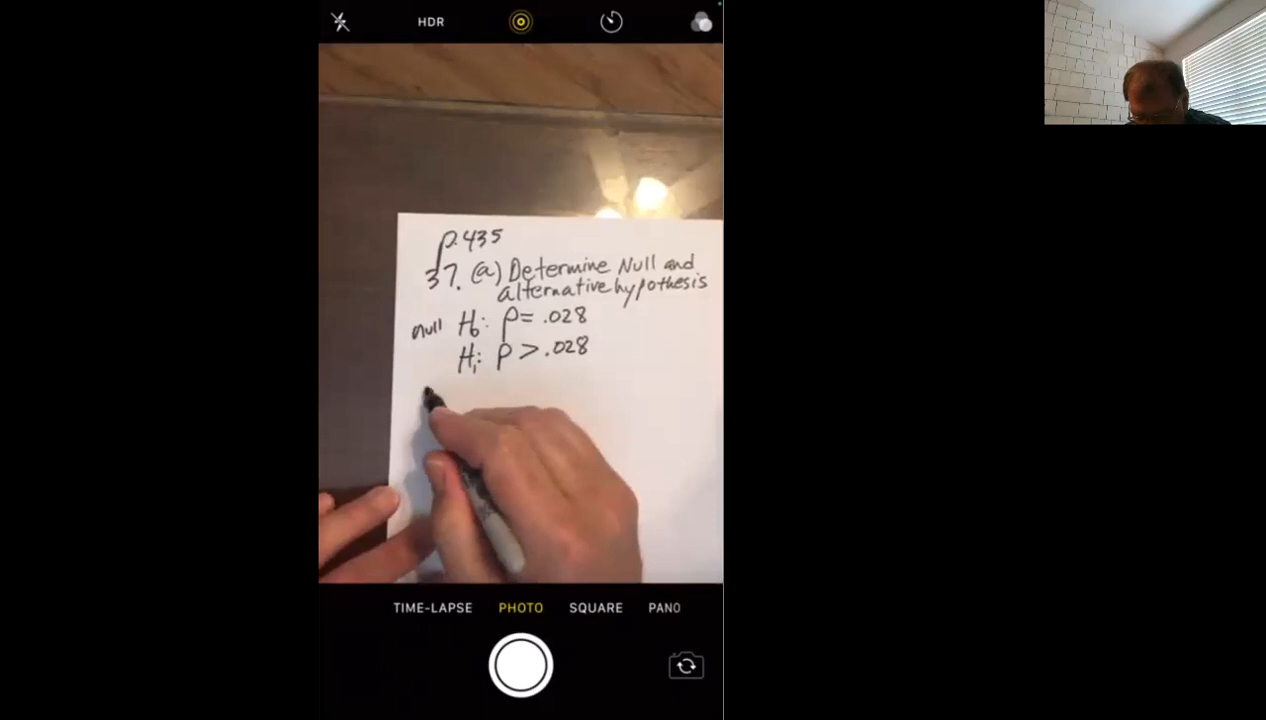 HDR
p.435
37. (a) Determine Null and
alternative hypothesis
null H₀: p = .028
H₁: p > .028
TIME-LAPSE PHOTO SQUARE PANO